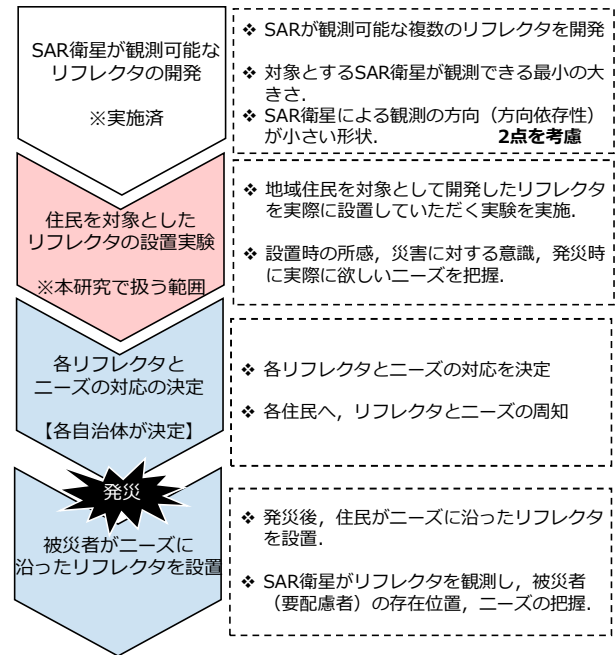 SAR衛星が観測可能な
リフレクタの開発
※実施済
❖ SARが観測可能な複数のリフレクタを開発
❖ 対象とするSAR衛星が観測できる最小の大
きさ.
❖ SAR衛星による観測の方向（方向依存性）
が小さい形状. 2点を考慮
住民を対象とした
リフレクタの設置実験
※本研究で扱う範囲
❖ 地域住民を対象として開発したリフレクタ
を実際に設置していただく実験を実施.
❖ 設置時の所感，災害に対する意識，発災時
に実際に欲しいニーズを把握.
各リフレクタと
ニーズの対応の決定
【各自治体が決定】
❖ 各リフレクタとニーズの対応を決定
❖ 各住民へ，リフレクタとニーズの周知
発災
被災者がニーズに
沿ったリフレクタを設置
❖ 発災後，住民がニーズに沿ったリフレクタ
を設置.
❖ SAR衛星がリフレクタを観測し，被災者
（要配慮者）の存在位置，ニーズの把握.